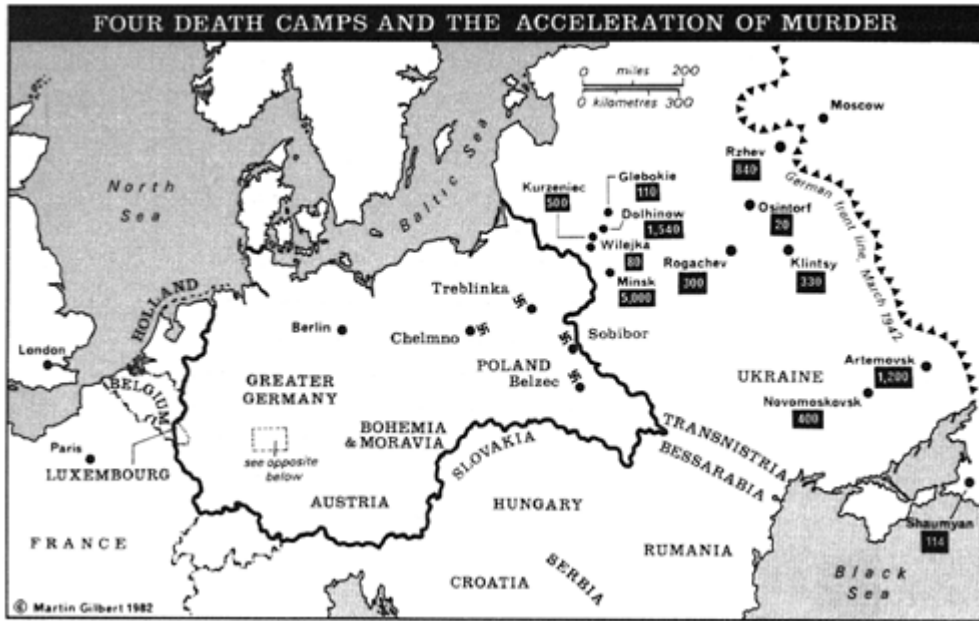 FOUR DEATH CAMPS AND THE ACCELERATION OF MURDER
0 miles 200
0 kilometres 300
Moscow
Rzhev
840
German front line, March 1942
North
Sea
Baltic Sea
Kurzeniec
500
Glebokie
110
Dolhinow
1,540
Osintorf
20
Wilejka
80
Rogachev
300
Klintsy
330
Minsk
5,000
HOLLAND
Treblinka
Berlin
Chelmno
Sobibor
London
BELGIUM
POLAND
Belzec
Artemovsk
1,200
GREATER
GERMANY
UKRAINE
Novomoskovsk
400
BOHEMIA
& MORAVIA
SLOVAKIA
TRANSNISTRIA
BESSARABIA
Paris
LUXEMBOURG
see opposite
below
AUSTRIA
HUNGARY
Shaumyan
114
FRANCE
RUMANIA
CROATIA
SERBIA
Black
Sea
© Martin Gilbert 1982